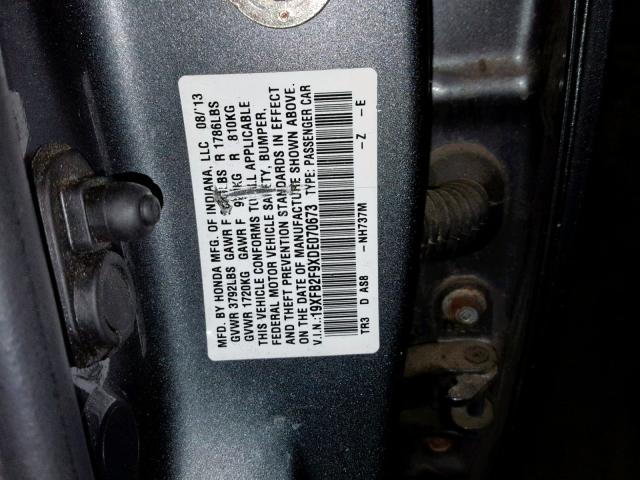 MFD. BY HONDA MFG. OF INDIANA, LLC 08/'13
GVWR 3792LBS GAWR F LBS R 1786LBS
GVWR 1720KG GAWR F KG R 810KG
THIS VEHICLE CONFORMS TO ALL APPLICABLE
FEDERAL MOTOR VEHICLE SAFETY, BUMPER,
AND THEFT PREVENTION STANDARDS IN EFFECT
ON THE DATE OF MANUFACTURE SHOWN ABOVE.
V.I.N.:19XFB2F9XDE070673 TYPE: PASSENGER CAR
TR3 D AS8 -NH737M -Z -E